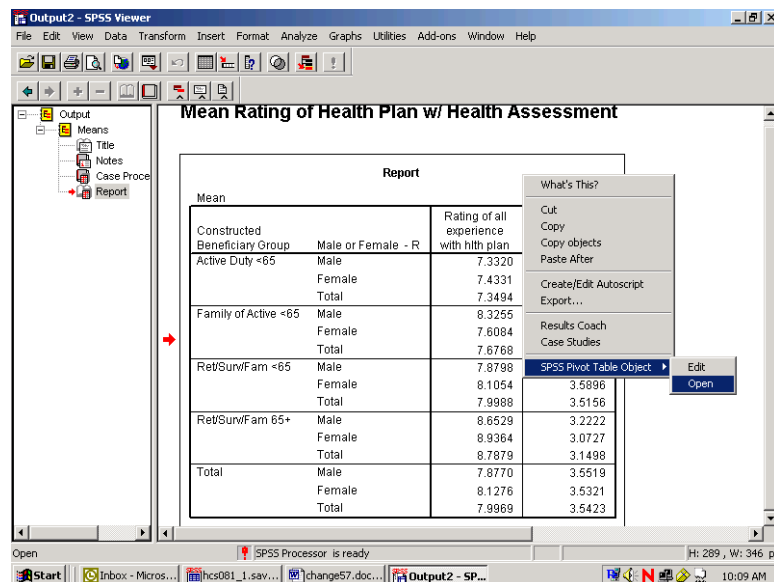 Output2 - SPSS Viewer
File Edit View Data Transform Insert Format Analyze Graphs Utilities Add-ons Window Help
Output
Means
Title
Notes
Case Proce
Report
Mean Rating of Health Plan w/ Health Assessment
Report
Mean
Constructed Beneficiary Group Male or Female - R Rating of all experience with hlth plan
Active Duty <65 Male 7.3320
Female 7.4331
Total 7.3494
Family of Active <65 Male 8.3255
Female 7.6084
Total 7.6768
Ret/Surv/Fam <65 Male 7.8798
Female 8.1054 3.5896
Total 7.9988 3.5156
Ret/Surv/Fam 65+ Male 8.6529 3.2222
Female 8.9364 3.0727
Total 8.7879 3.1498
Total Male 7.8770 3.5519
Female 8.1276 3.5321
Total 7.9969 3.5423
What's This?
Cut
Copy
Copy objects
Paste After
Create/Edit Autoscript
Export...
Results Coach
Case Studies
SPSS Pivot Table Object
Edit
Open
Open SPSS Processor is ready H: 289 , W: 346 p
Start Inbox - Micros... hcs081_1.sav... change57.doc... Output2 - SP... 10:09 AM